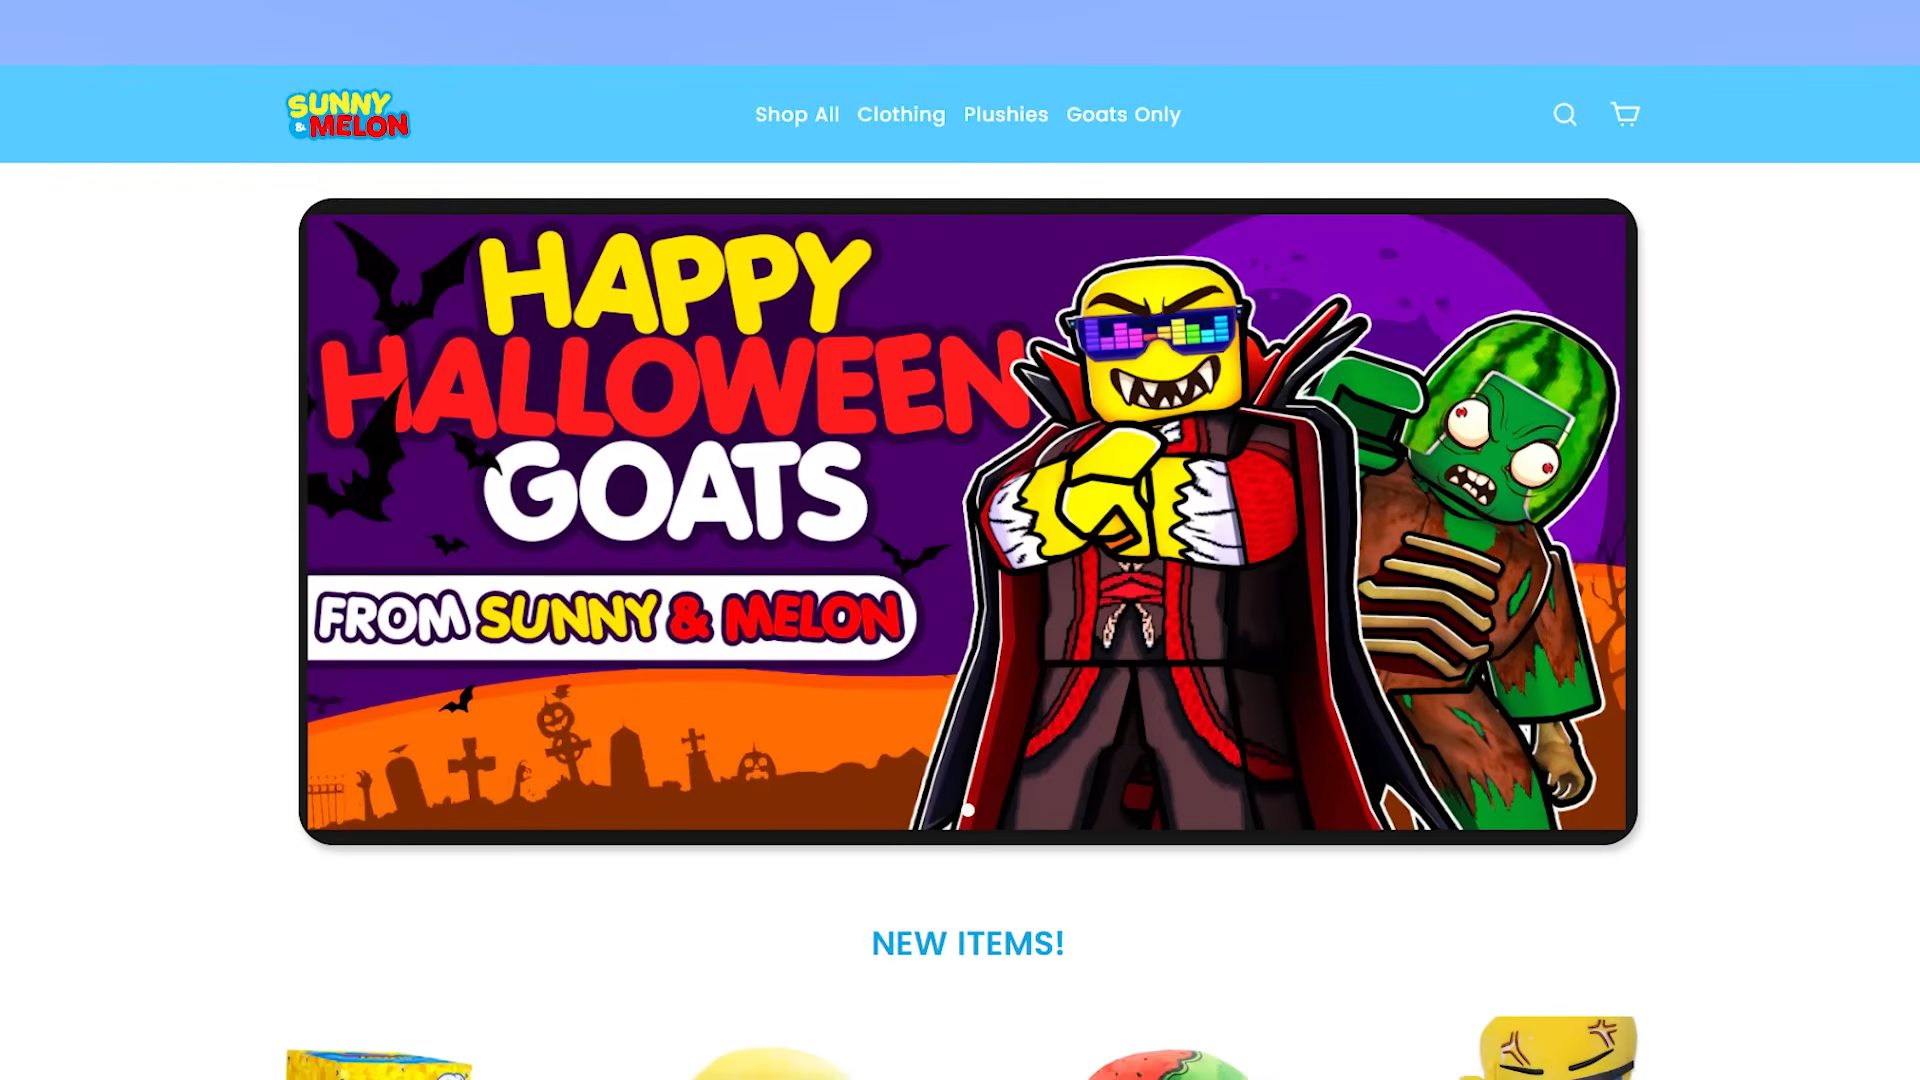 SUNNY
& MELON
Shop All Clothing Plushies Goats Only
HAPPY
HALLOWEEN
GOATS
FROM SUNNY & MELON
NEW ITEMS!